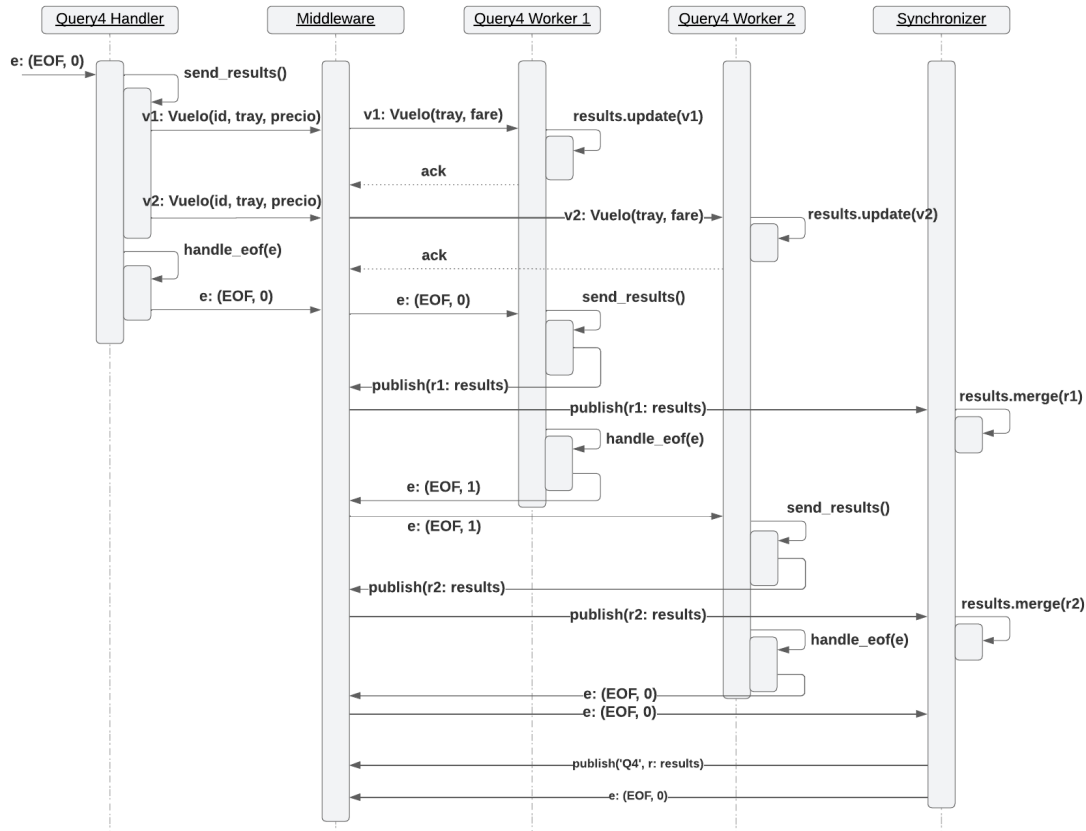 Query4 Handler
Middleware
Query4 Worker 1
Query4 Worker 2
Synchronizer
e: (EOF, 0)
send_results()
v1: Vuelo(id, tray, precio)
v1: Vuelo(tray, fare)
results.update(v1)
ack
v2: Vuelo(id, tray, precio)
v2: Vuelo(tray, fare)
results.update(v2)
handle_eof(e)
ack
e: (EOF, 0)
e: (EOF, 0)
send_results()
publish(r1: results)
publish(r1: results)
results.merge(r1)
handle_eof(e)
e: (EOF, 1)
e: (EOF, 1)
send_results()
publish(r2: results)
publish(r2: results)
results.merge(r2)
handle_eof(e)
e: (EOF, 0)
e: (EOF, 0)
publish('Q4', r: results)
e: (EOF, 0)